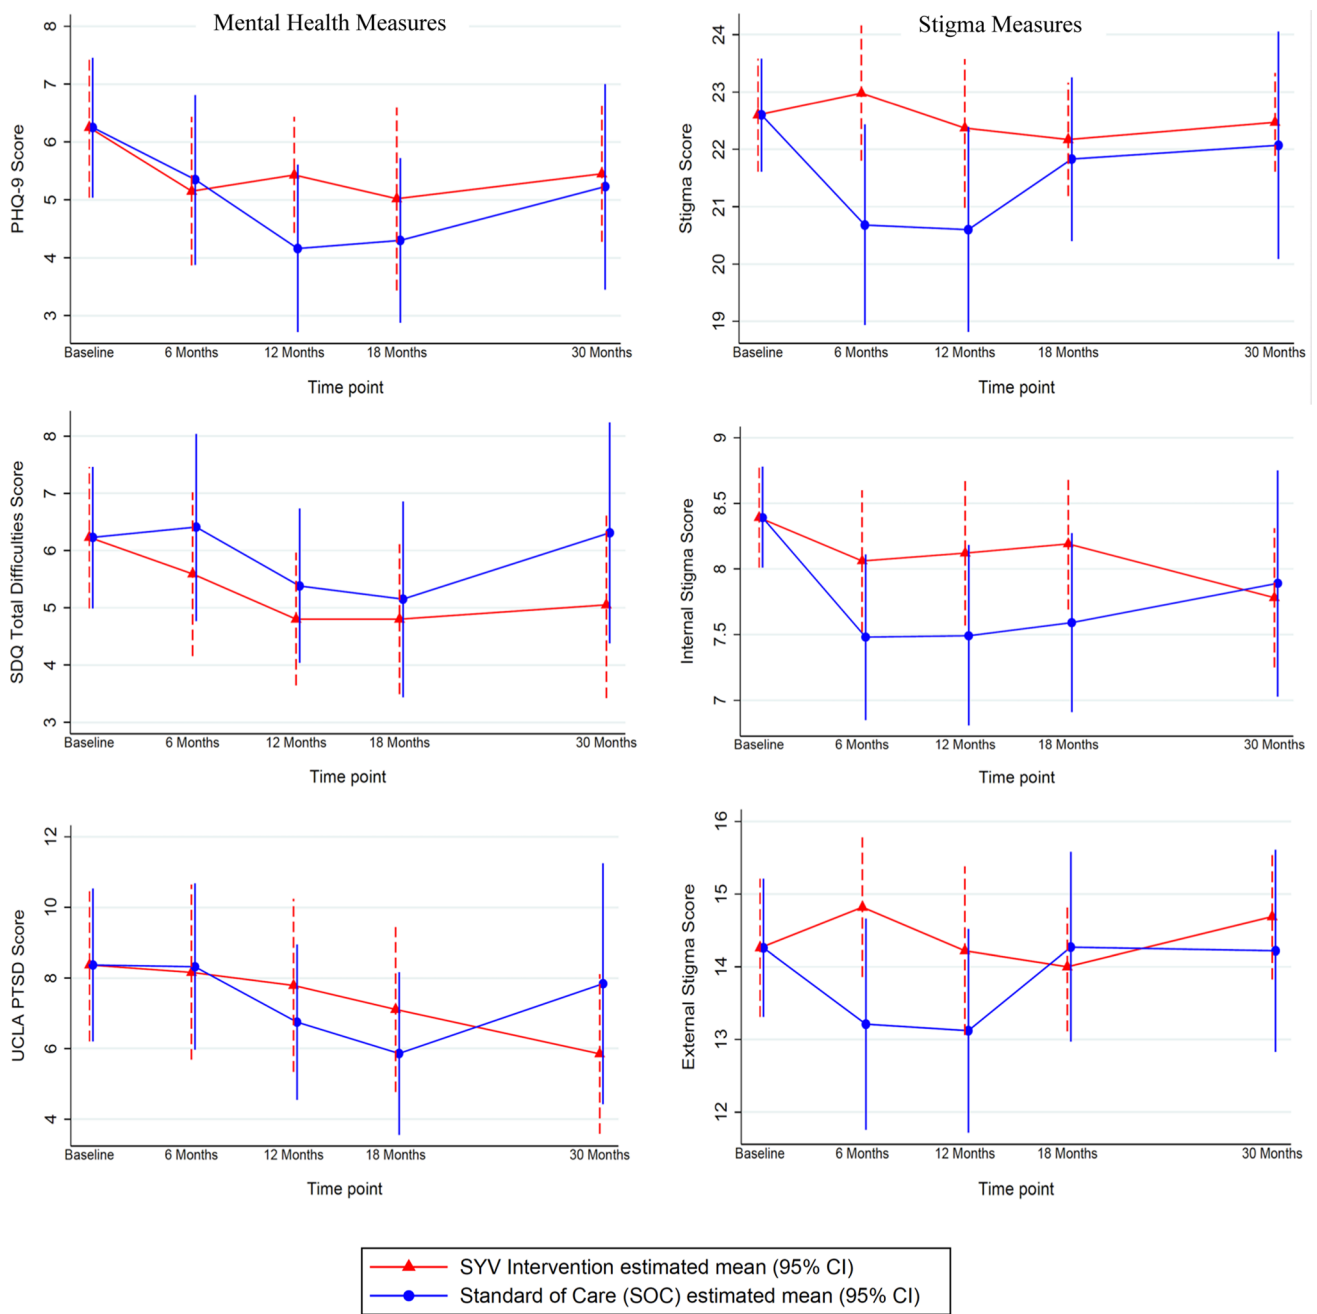 Mental Health Measures
8
7
6
5
4
3
PHQ-9 Score
Baseline 6 Months 12 Months 18 Months 30 Months
Time point
Stigma Measures
24
23
22
21
20
19
Stigma Score
Baseline 6 Months 12 Months 18 Months 30 Months
Time point
8
7
6
5
4
3
SDQ Total Difficulties Score
Baseline 6 Months 12 Months 18 Months 30 Months
Time point
9
8.5
8
7.5
7
Internal Stigma Score
Baseline 6 Months 12 Months 18 Months 30 Months
Time point
12
10
8
6
4
UCLA PTSD Score
Baseline 6 Months 12 Months 18 Months 30 Months
Time point
16
15
14
13
12
External Stigma Score
Baseline 6 Months 12 Months 18 Months 30 Months
Time point
SYV Intervention estimated mean (95% CI)
Standard of Care (SOC) estimated mean (95% CI)